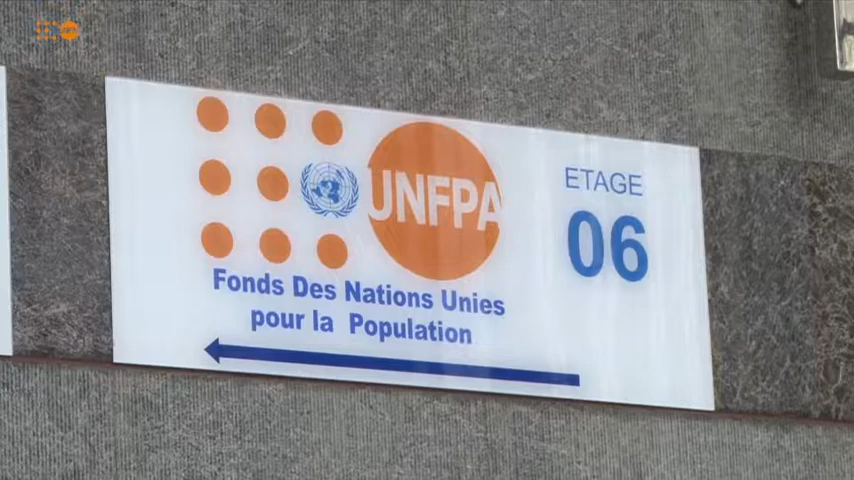 UNFPA
ETAGE
06
Fonds Des Nations Unies
pour la Population